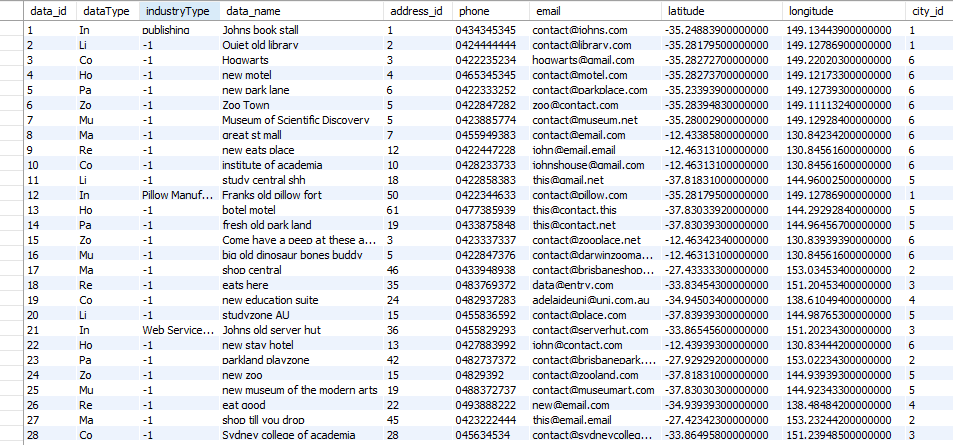 data_id dataType industryType data_name address_id phone email latitude longitude city_id
1 In publishing Johns book stall 1 0434345345 contact@johns.com -35.24883900000000 149.13443900000000 1
2 Li -1 Quiet old library 2 0424444444 contact@library.com -35.28179500000000 149.12786900000000 1
3 Co -1 Hogwarts 3 0422235234 hogwarts@gmail.com -35.28272700000000 149.22020300000000 6
4 Ho -1 new motel 4 0465345345 contact@motel.com -35.28273700000000 149.12173300000000 6
5 Pa -1 new park lane 6 0422333252 contact@parkplace.com -35.23393900000000 149.12739300000000 6
6 Zo -1 Zoo Town 5 0422847282 zoo@contact.com -35.28394830000000 149.11113240000000 6
7 Mu -1 Museum of Scientific Discovery 5 0423885774 contact@museum.net -35.28002900000000 149.12928400000000 6
8 Ma -1 great st mall 7 0455949383 contact@email.com -12.43385800000000 130.84234200000000 6
9 Re -1 new eats place 12 0422447228 john@email.email -12.46313100000000 130.84561600000000 6
10 Co -1 institute of academia 10 0428233733 johnshouse@gmail.com -12.46313100000000 130.84561600000000 6
11 Li -1 study central shh 18 0422858383 this@gmail.net -37.81831000000000 144.96002500000000 5
12 In Pillow Manuf... Franks old pillow fort 50 0422344633 contact@pillow.com -35.28179500000000 149.12786900000000 1
13 Ho -1 botel motel 61 0477385939 this@contact.this -37.83033920000000 144.29292840000000 5
14 Pa -1 fresh old park land 19 0433875848 this@contact.net -37.83039300000000 144.96456700000000 5
15 Zo -1 Come have a peep at these a... 3 0423337337 contact@zooplace.net -12.46342340000000 130.83939390000000 6
16 Mu -1 big old dinosaur bones buddy 5 0422847376 contact@darwinzooma... -12.46313100000000 130.84561600000000 6
17 Ma -1 shop central 46 0433948938 contact@brisbaneshop... -27.43333300000000 153.03453400000000 2
18 Re -1 eats here 35 0483769372 data@entry.com -33.83454300000000 151.20453400000000 3
19 Co -1 new education suite 24 0482937283 adelaideuni@uni.com.au -34.94503400000000 138.61049400000000 4
20 Li -1 studyzone AU 15 0455836592 contact@place.com -37.83939300000000 144.98765300000000 5
21 In Web Service... Johns old server hut 36 0455829293 contact@serverhut.com -33.86545600000000 151.20234300000000 3
22 Ho -1 new stay hotel 13 0427883992 john@contact.com -12.43939300000000 130.83444200000000 6
23 Pa -1 parkland playzone 42 0482737372 contact@brisbanepark.... -27.92929200000000 153.02234300000000 2
24 Zo -1 new zoo 15 04829392 contact@zooland.com -37.81831000000000 144.93939300000000 5
25 Mu -1 new museum of the modern arts 19 0488372737 contact@museumart.com -37.83030300000000 144.92343300000000 5
26 Re -1 eat good 22 0493888222 new@email.com -34.93939300000000 138.48484200000000 4
27 Ma -1 shop till you drop 45 0423222444 this@email.email -27.42342300000000 153.23244200000000 2
28 Co -1 Sydney college of academia 28 045634534 contact@sydneycolleg... -33.86495800000000 151.23948500000000 3